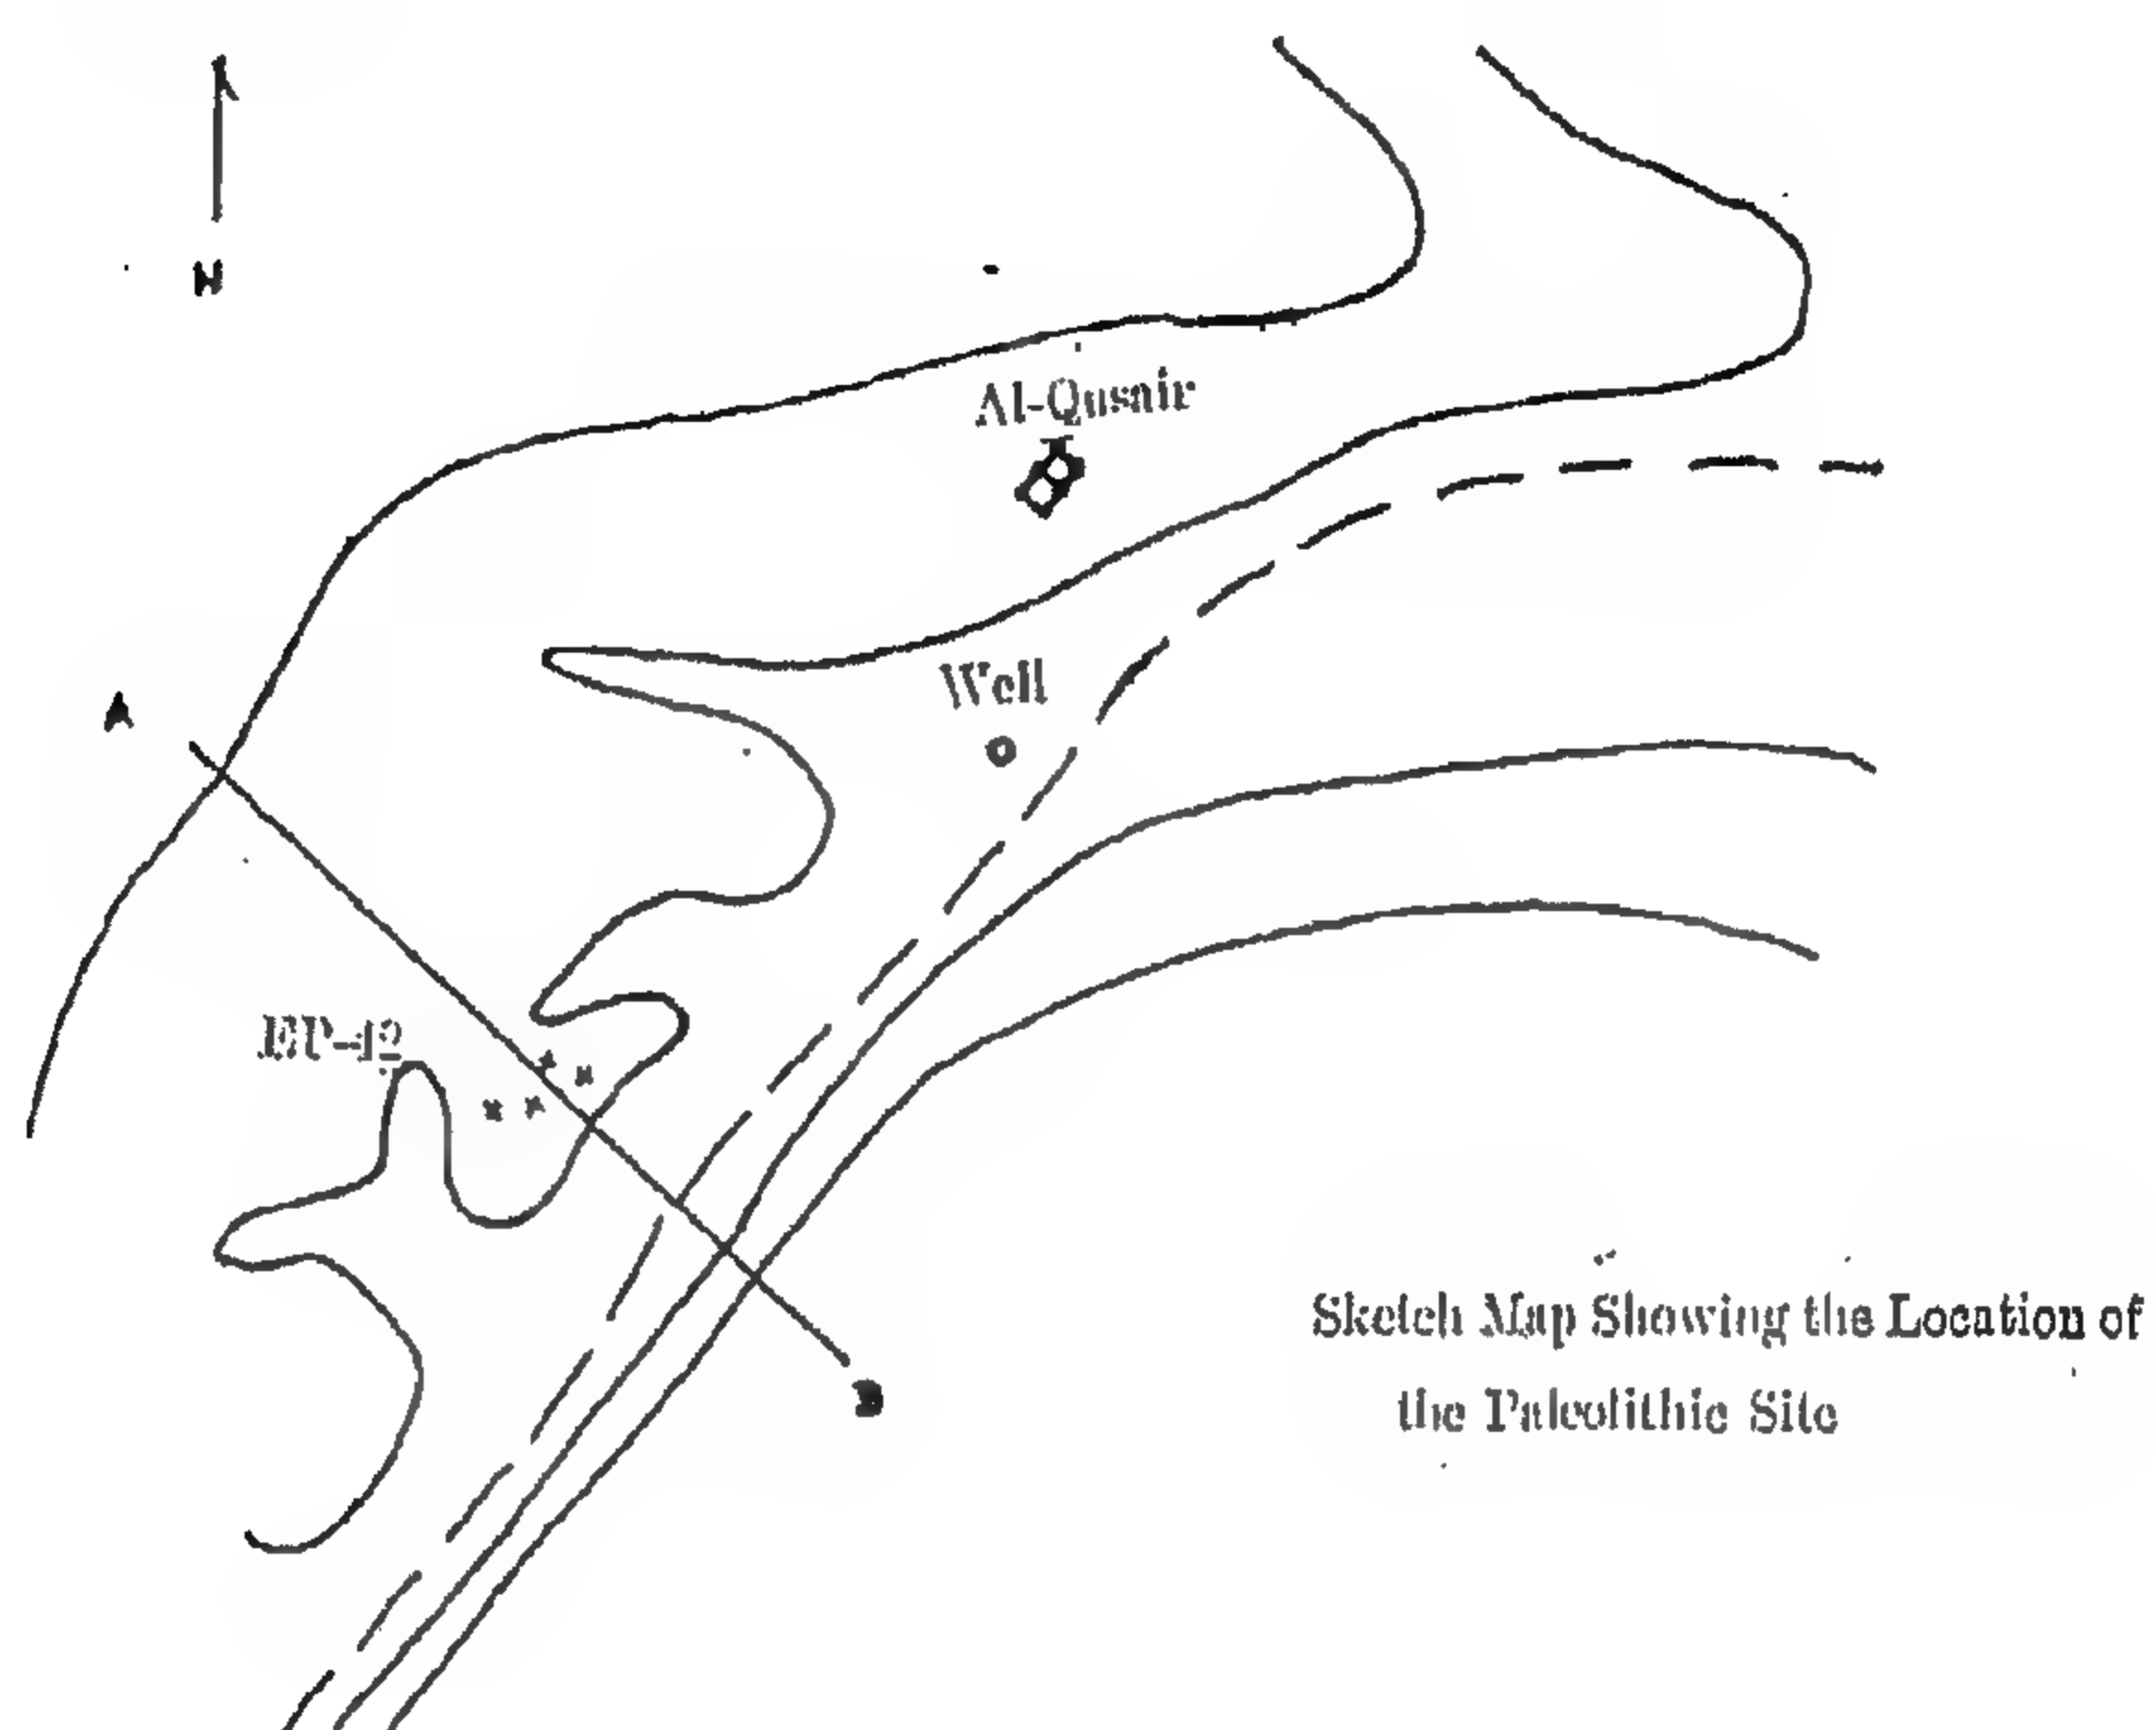 N
Al-Qusair
Well
A
EP-42
B
Sketch Map Showing the Location of
the Paleolithic Site